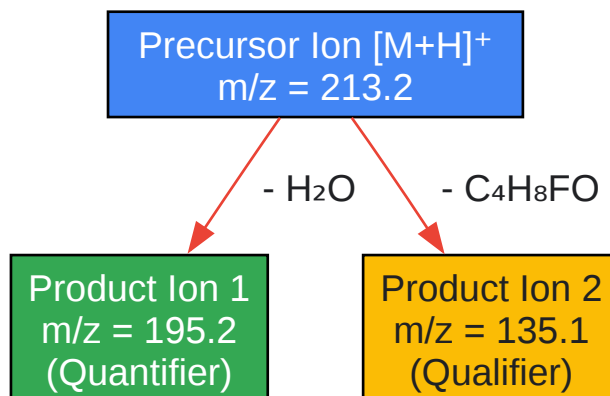 Precursor Ion [M+H]⁺
m/z = 213.2
- H₂O
- C₄H₈FO
Product Ion 1
m/z = 195.2
(Quantifier)
Product Ion 2
m/z = 135.1
(Qualifier)